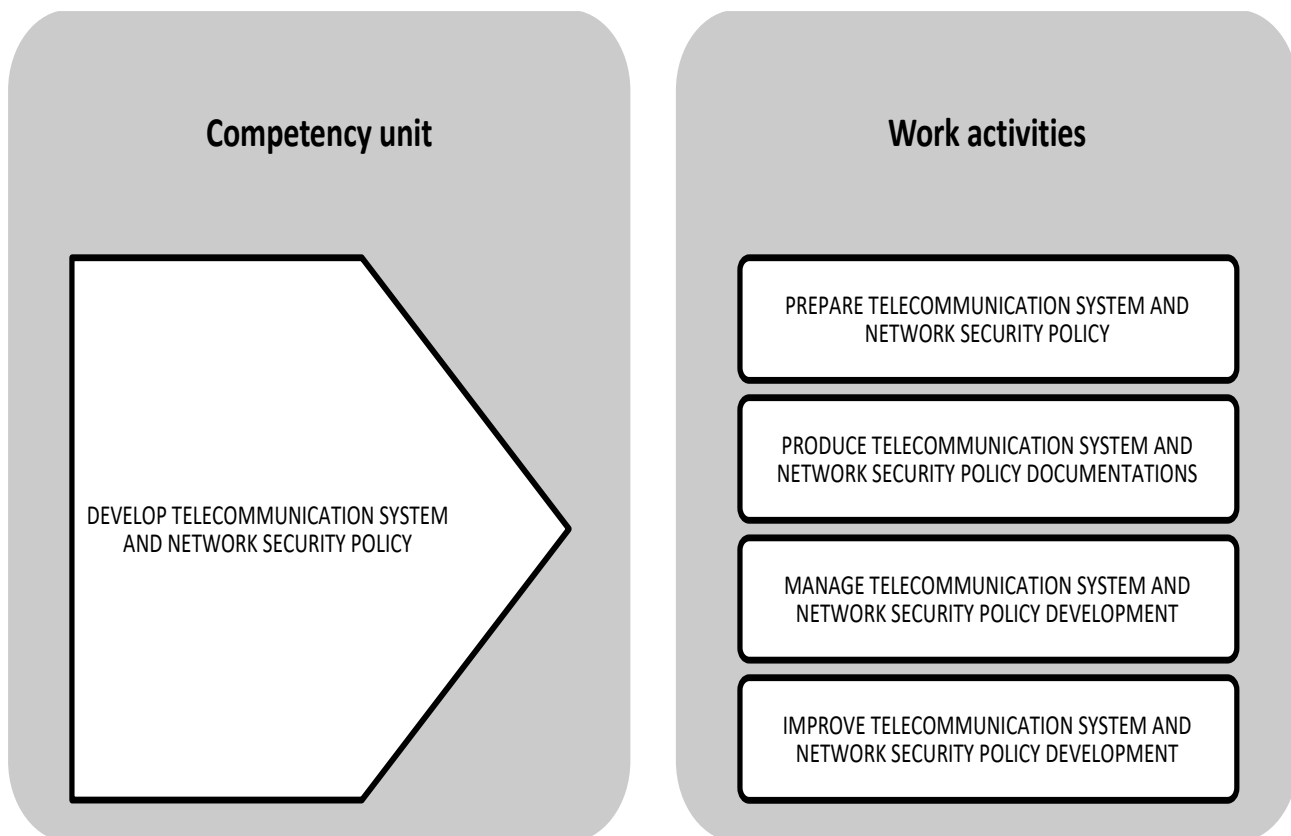 Competency unit
DEVELOP TELECOMMUNICATION SYSTEM
AND NETWORK SECURITY POLICY
Work activities
PREPARE TELECOMMUNICATION SYSTEM AND
NETWORK SECURITY POLICY
PRODUCE TELECOMMUNICATION SYSTEM AND
NETWORK SECURITY POLICY DOCUMENTATIONS
MANAGE TELECOMMUNICATION SYSTEM AND
NETWORK SECURITY POLICY DEVELOPMENT
IMPROVE TELECOMMUNICATION SYSTEM AND
NETWORK SECURITY POLICY DEVELOPMENT